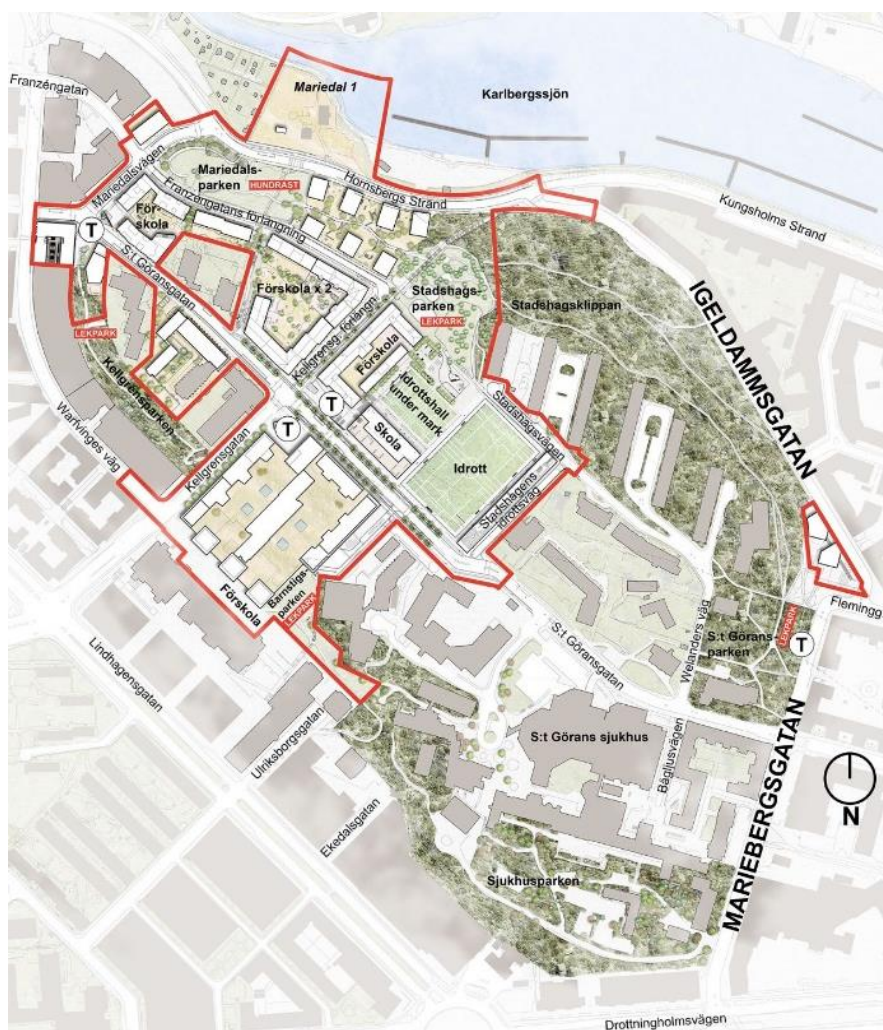 Mariedal 1
Karlbergssjön
Franzéngatan
Mariedals-
parken
HUNDRAST
Hornsbergs Strand
Kungsholms Strand
Mariedalsvägen
Franzéngatans förlängning
För-
skola
T
S:t Göransgatan
Förskola x 2
Stadshags-
parken
LEKPARK
Stadshagsklippan
IGELDAMMSGATAN
Kellgrensg. förlängn
LEKPARK
Kellgrensparken
Förskola
Idrottshall
under mark
T
T
Skola
Idrott
Stadshagsvägen
Stadshagens
idrottsväg
Warfvinges väg
Kellgrensgatan
Förskola
Barnstigs-
parken
LEKPARK
Flemingg
LEKPARK
T
S:t Görans-
parken
Welanders väg
S:t Göransgatan
Lindhagensgatan
Ulriksborgsgatan
S:t Görans sjukhus
Bågljusvägen
N
Ekedalsgatan
MARIEBERGSGATAN
Sjukhusparken
Drottningholmsvägen